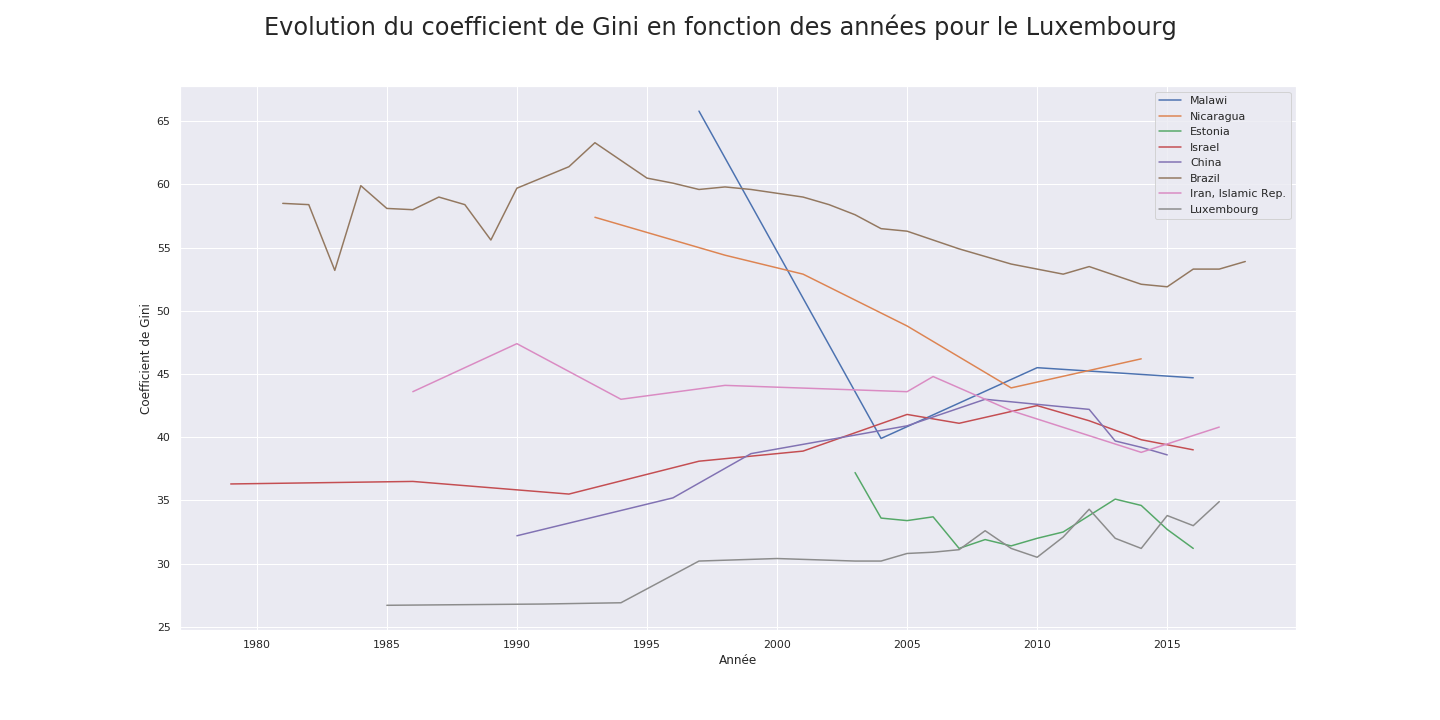 Evolution du coefficient de Gini en fonction des années pour le Luxembourg
Malawi
Nicaragua
Estonia
Israel
China
Brazil
Iran, Islamic Rep.
Luxembourg
Coefficient de Gini
65
60
55
50
45
40
35
30
25
1980 1985 1990 1995 2000 2005 2010 2015
Année